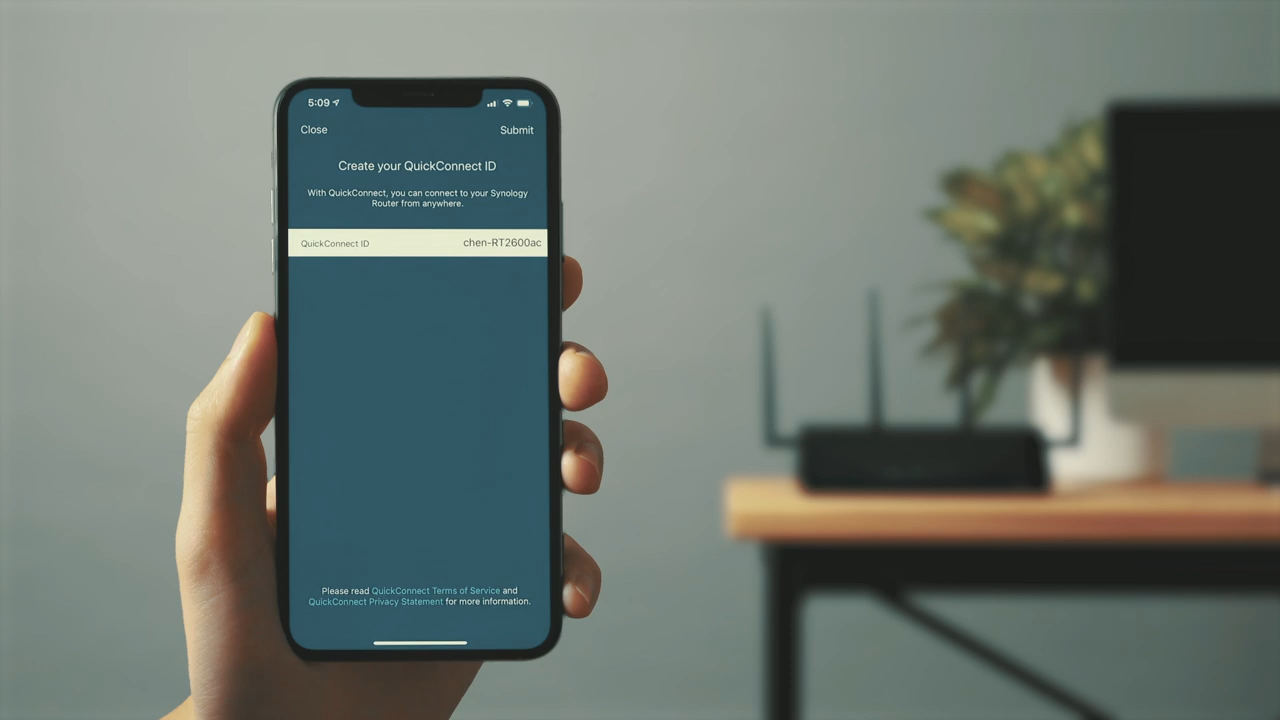 5:09
Close
Submit
Create your QuickConnect ID
With QuickConnect, you can connect to your Synology
Router from anywhere.
QuickConnect ID
chen-RT2600ac
Please read QuickConnect Terms of Service and
QuickConnect Privacy Statement for more information.